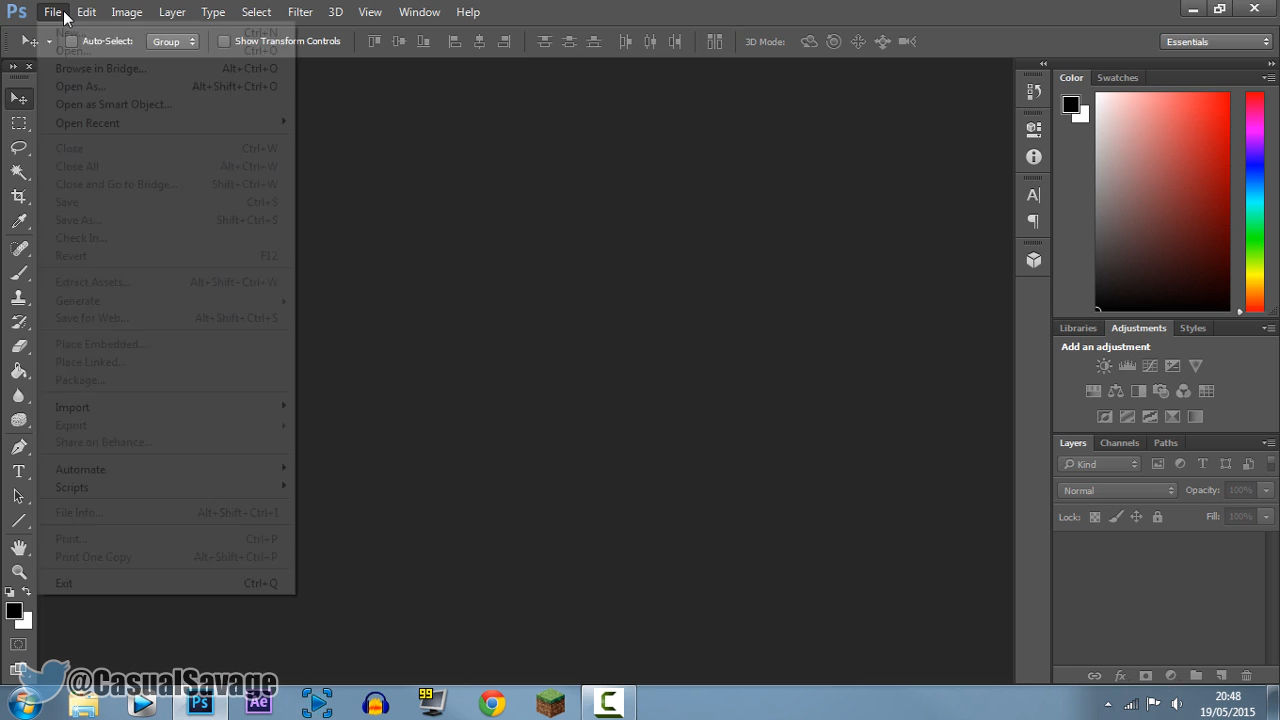 Ps File Edit Image Layer Type Select Filter 3D View Window Help
Auto-Select: Group Show Transform Controls 3D Mode: Essentials
New... Ctrl+N
Open... Ctrl+O
Browse in Bridge... Alt+Ctrl+O
Open As... Alt+Shift+Ctrl+O
Open as Smart Object...
Open Recent
Close Ctrl+W
Close All Alt+Ctrl+W
Close and Go to Bridge... Shift+Ctrl+W
Save Ctrl+S
Save As... Shift+Ctrl+S
Check In...
Revert F12
Extract Assets... Alt+Shift+Ctrl+W
Generate
Save for Web... Alt+Shift+Ctrl+S
Place Embedded...
Place Linked...
Package...
Import
Export
Share on Behance...
Automate
Scripts
File Info... Alt+Shift+Ctrl+I
Print... Ctrl+P
Print One Copy Alt+Shift+Ctrl+P
Exit Ctrl+Q
Color Swatches
Libraries Adjustments Styles
Add an adjustment
Layers Channels Paths
Kind
Normal Opacity: 100%
Lock: Fill: 100%
@CasualSavage
Ps Ae 99 C
20:48
19/05/2015